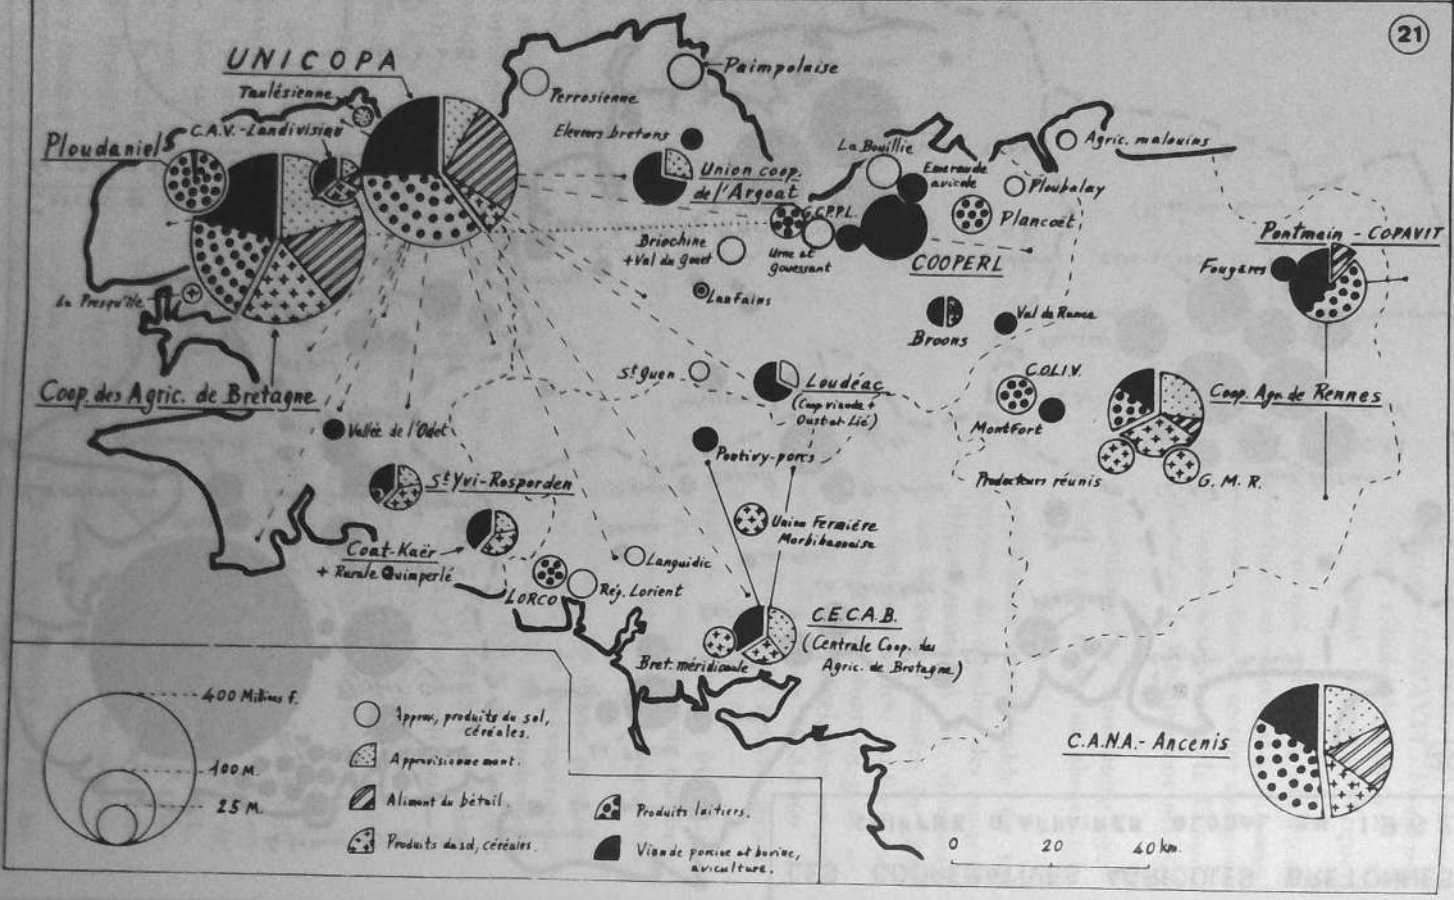 21
UNICOPA
Paimpolaise
Taulésienne
Perrosienne
C.A.V.-Landivisiau
Eleveurs bretons
Ploudaniel
La Bouillie
Agric. malouins
Union coop.
de l'Argoat
Emeraude
avicole
Ploubalay
G.C.P.P.L.
Plancoët
Briochine
+ Val du gouet
Urne et
gouessant
COOPERL
Pontmain - COPAVIT
Fougères
La Presqu'île
Lanfains
Broons
Val de Rance
St guen
Loudéac
(Coop viande +
Oust et Lié)
C.O.L.I.V.
Montfort
Coop. Agr. de Rennes
Coop. des Agric. de Bretagne
Vallée de l'Odet
Pontivy-porcs
Producteurs réunis
G.M.R.
St Yvi-Rosporden
Union Fermière
Morbihannaise
Coat-Kaër
+ Rurale Quimperlé
Languidic
LORCO
Rég. Lorient
C.E.C.A.B.
(Centrale Coop. des
Agric. de Bretagne)
Bret. méridionale
C.A.N.A.- Ancenis
400 Millions f.
100 M.
25 M.
Approv., produits du sol,
céréales.
Approvisionnement.
Aliment du bétail.
Produits du sol, céréales.
Produits laitiers.
Viande porcine et bovine,
aviculture.
0 20 40 km.